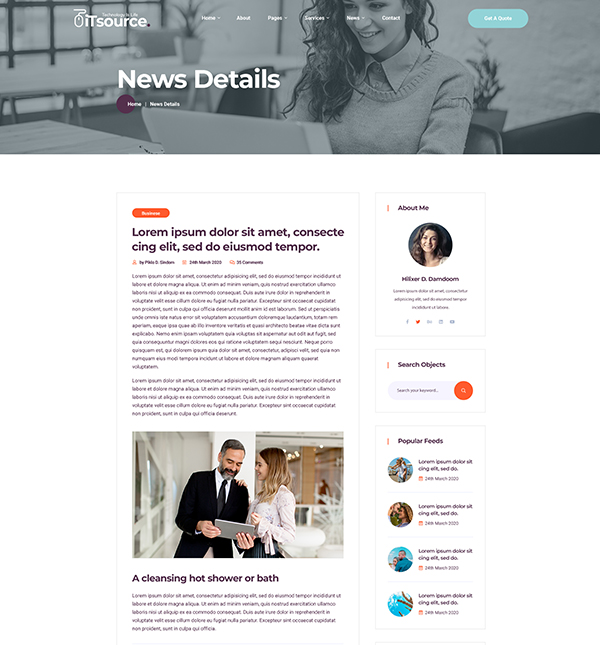 Technology is Life
iTsource.
Home
About
Pages
Services
News
Contact
Get A Quote
News Details
Home | News Details
Business
Lorem ipsum dolor sit amet, consecte
cing elit, sed do eiusmod tempor.
by Piklo D. Sindom
24th March 2020
35 Comments
Lorem ipsum dolor sit amet, consectetur adipisicing elit, sed do eiusmod tempor incididunt ut
labore et dolore magna aliqua. Ut enim ad minim veniam, quis nostrud exercitation ullamco
laboris nisi ut aliquip ex ea commodo consequat. Duis aute irure dolor in reprehenderit in
voluptate velit esse cillum dolore eu fugiat nulla pariatur. Excepteur sint occaecat cupidatat
non proident, sunt in culpa qui officia deserunt mollit anim id est laborum. Sed ut perspiciatis
unde omnis iste natus error sit voluptatem accusantium doloremque laudantium, totam rem
aperiam, eaque ipsa quae ab illo inventore veritatis et quasi architecto beatae vitae dicta sunt
explicabo. Nemo enim ipsam voluptatem quia voluptas sit aspernatur aut odit aut fugit, sed
quia consequuntur magni dolores eos qui ratione voluptatem sequi nesciunt. Neque porro
quisquam est, qui dolorem ipsum quia dolor sit amet, consectetur, adipisci velit, sed quia non
numquam eius modi tempora incidunt ut labore et dolore magnam aliquam quaerat
voluptatem.
Lorem ipsum dolor sit amet, consectetur adipisicing elit, sed do eiusmod tempor incididunt ut
labore et dolore magna aliqua. Ut enim ad minim veniam, quis nostrud exercitation ullamco
laboris nisi ut aliquip ex ea commodo consequat. Duis aute irure dolor in reprehenderit in
voluptate velit esse cillum dolore eu fugiat nulla pariatur. Excepteur sint occaecat cupidatat
non proident, sunt in culpa qui officia deserunt.
A cleansing hot shower or bath
Lorem ipsum dolor sit amet, consectetur adipisicing elit, sed do eiusmod tempor incididunt ut
labore et dolore magna aliqua. Ut enim ad minim veniam, quis nostrud exercitation ullamco
laboris nisi ut aliquip ex ea commodo consequat. Duis aute irure dolor in reprehenderit in
voluptate velit esse cillum dolore eu fugiat nulla pariatur. Excepteur sint occaecat cupidatat
non proident, sunt in culpa qui officia.
About Me
Hilixer D. Damdoom
Lorem ipsum dolor sit amet, consectetur
adipisicing elit, sed do eiusmod tempor
incididunt ut labore.
Search Objects
Search your keyword...
Popular Feeds
Lorem ipsum dolor sit
cing elit, sed do.
24th March 2020
Lorem ipsum dolor sit
cing elit, sed do.
24th March 2020
Lorem ipsum dolor sit
cing elit, sed do.
24th March 2020
Lorem ipsum dolor sit
cing elit, sed do.
24th March 2020